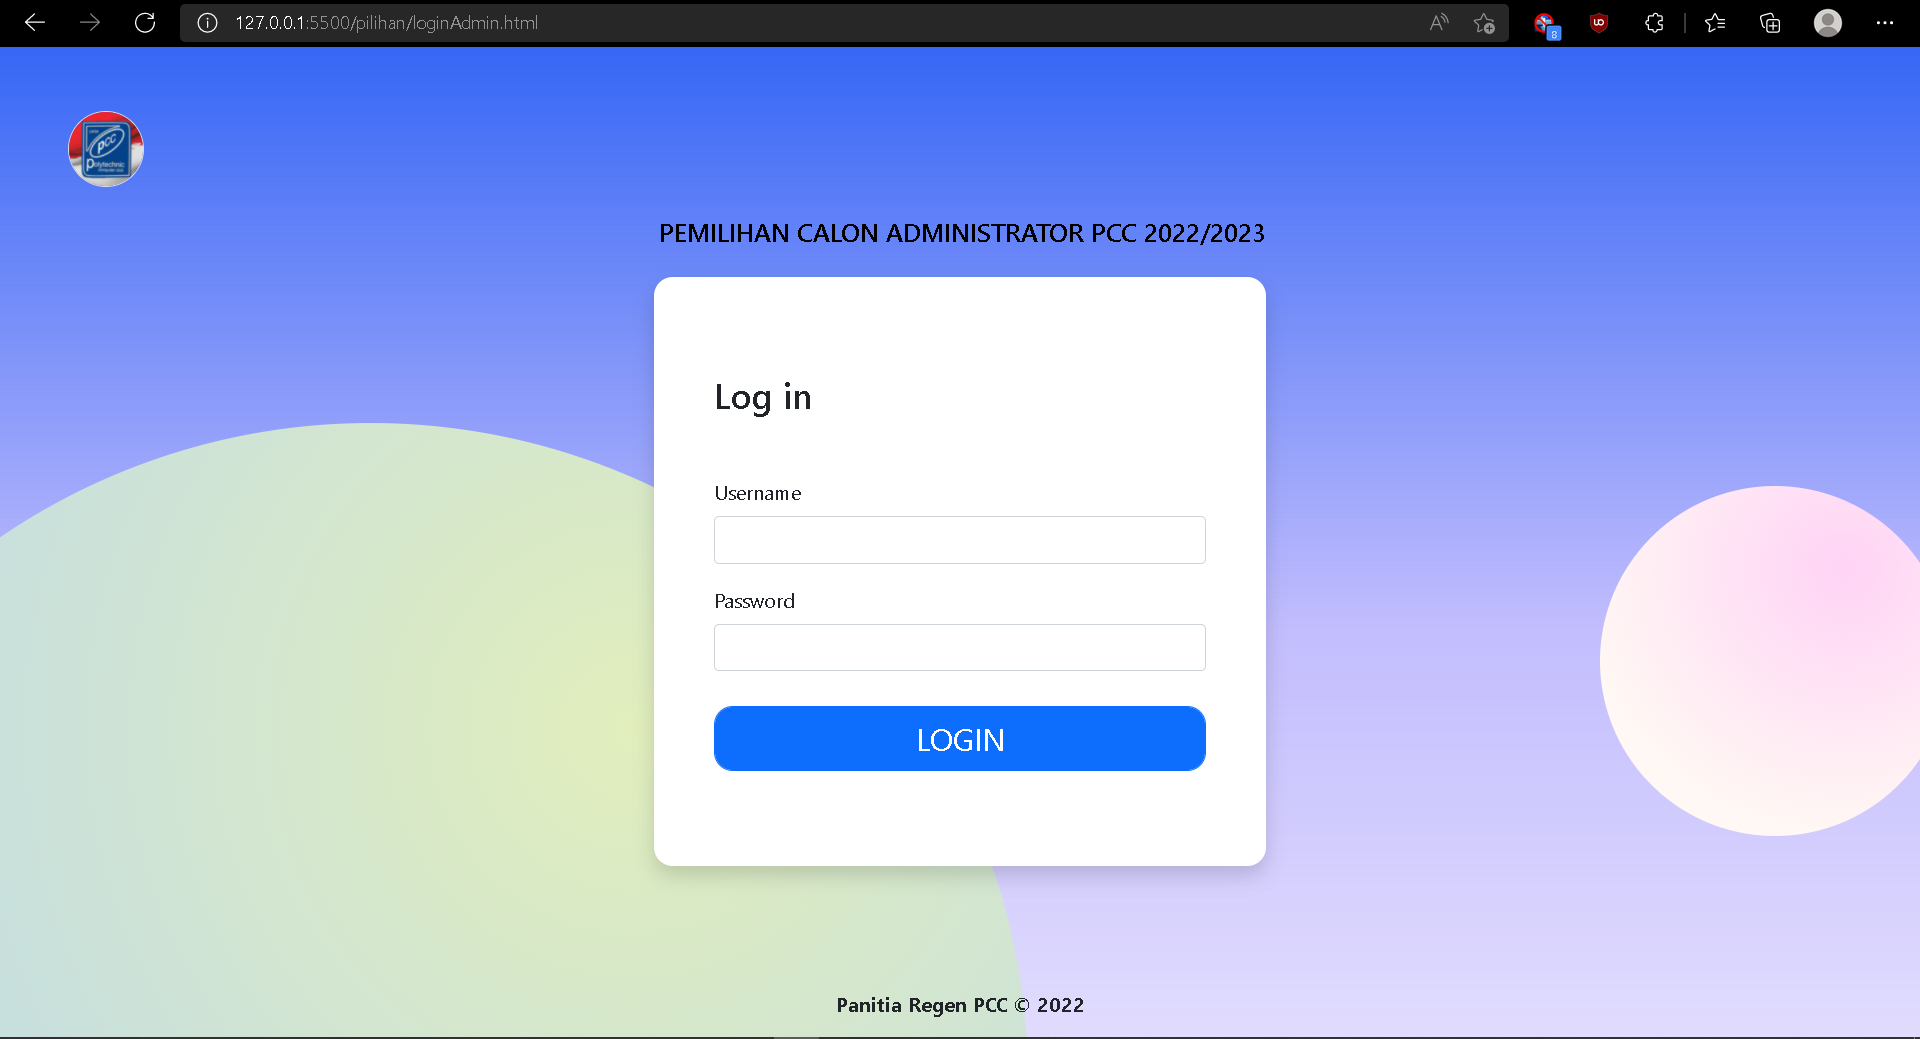 127.0.0.1:5500/pilihan/loginAdmin.html
8
PCC
Polytechnic
PEMILIHAN CALON ADMINISTRATOR PCC 2022/2023
Log in
Username
Password
LOGIN
Panitia Regen PCC © 2022